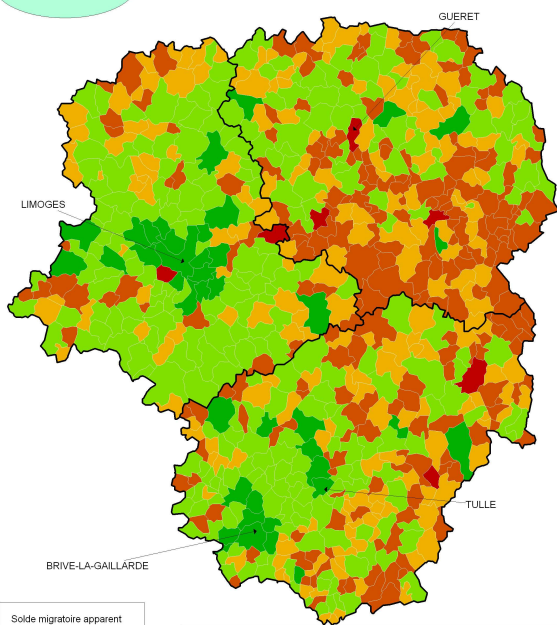 GUERET
LIMOGES
TULLE
BRIVE-LA-GAILLARDE
Solde migratoire apparent